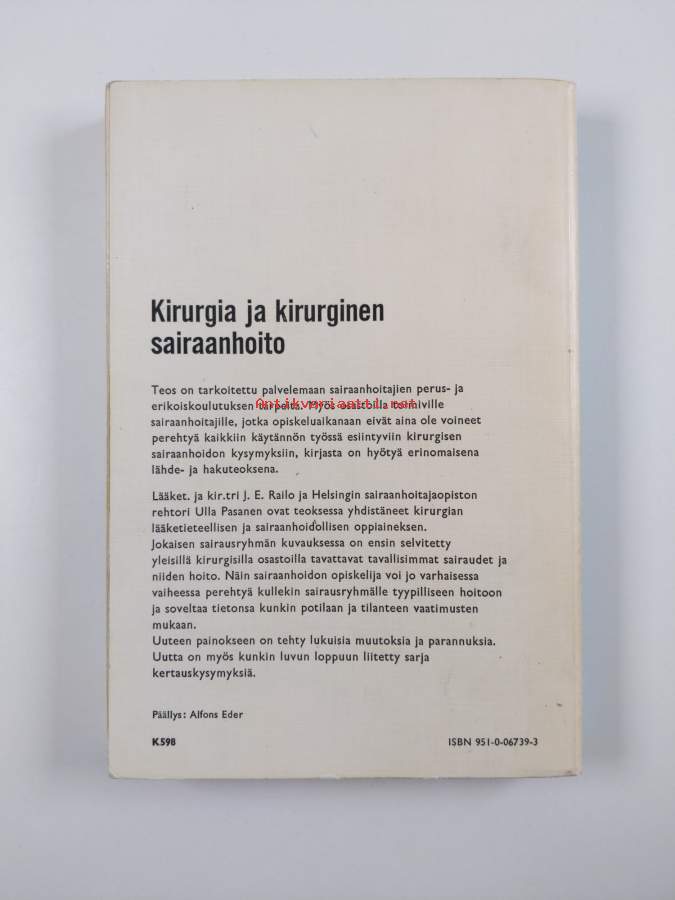 Kirurgia ja kirurginen
sairaanhoito
Teos on tarkoitettu palvelemaan sairaanhoitajien perus- ja
erikoiskoulutuksen tarpeita. Myös osastoilla toimiville
Antikvariaatti.net
sairaanhoitajille, jotka opiskeluaikanaan eivät aina ole voineet
perehtyä kaikkiin käytännön työssä esiintyviin kirurgisen
sairaanhoidon kysymyksiin, kirjasta on hyötyä erinomaisena
lähde- ja hakuteoksena.
Lääket. ja kir.tri J. E. Railo ja Helsingin sairaanhoitajaopiston
rehtori Ulla Pasanen ovat teoksessa yhdistäneet kirurgian
lääketieteellisen ja sairaanhoidollisen oppiaineksen.
Jokaisen sairausryhmän kuvauksessa on ensin selvitetty
yleisillä kirurgisilla osastoilla tavattavat tavallisimmat sairaudet ja
niiden hoito. Näin sairaanhoidon opiskelija voi jo varhaisessa
vaiheessa perehtyä kullekin sairausryhmälle tyypilliseen hoitoon
ja soveltaa tietonsa kunkin potilaan ja tilanteen vaatimusten
mukaan.
Uuteen painokseen on tehty lukuisia muutoksia ja parannuksia.
Uutta on myös kunkin luvun loppuun liitetty sarja
kertauskysymyksiä.
Päällys: Alfons Eder
K598
ISBN 951-0-06739-3